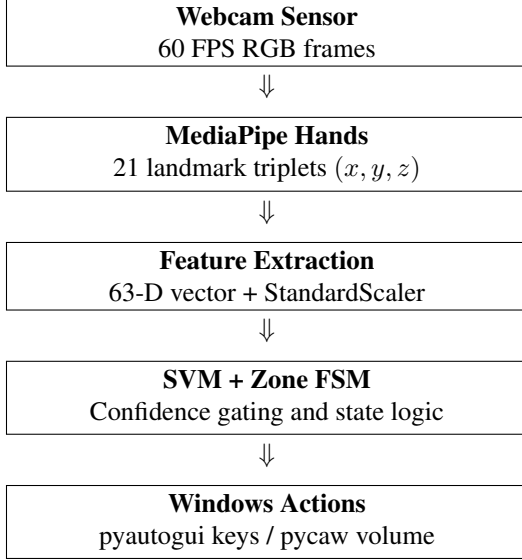 Webcam Sensor
60 FPS RGB frames
⇓
MediaPipe Hands
21 landmark triplets (x, y, z)
⇓
Feature Extraction
63-D vector + StandardScaler
⇓
SVM + Zone FSM
Confidence gating and state logic
⇓
Windows Actions
pyautogui keys / pycaw volume